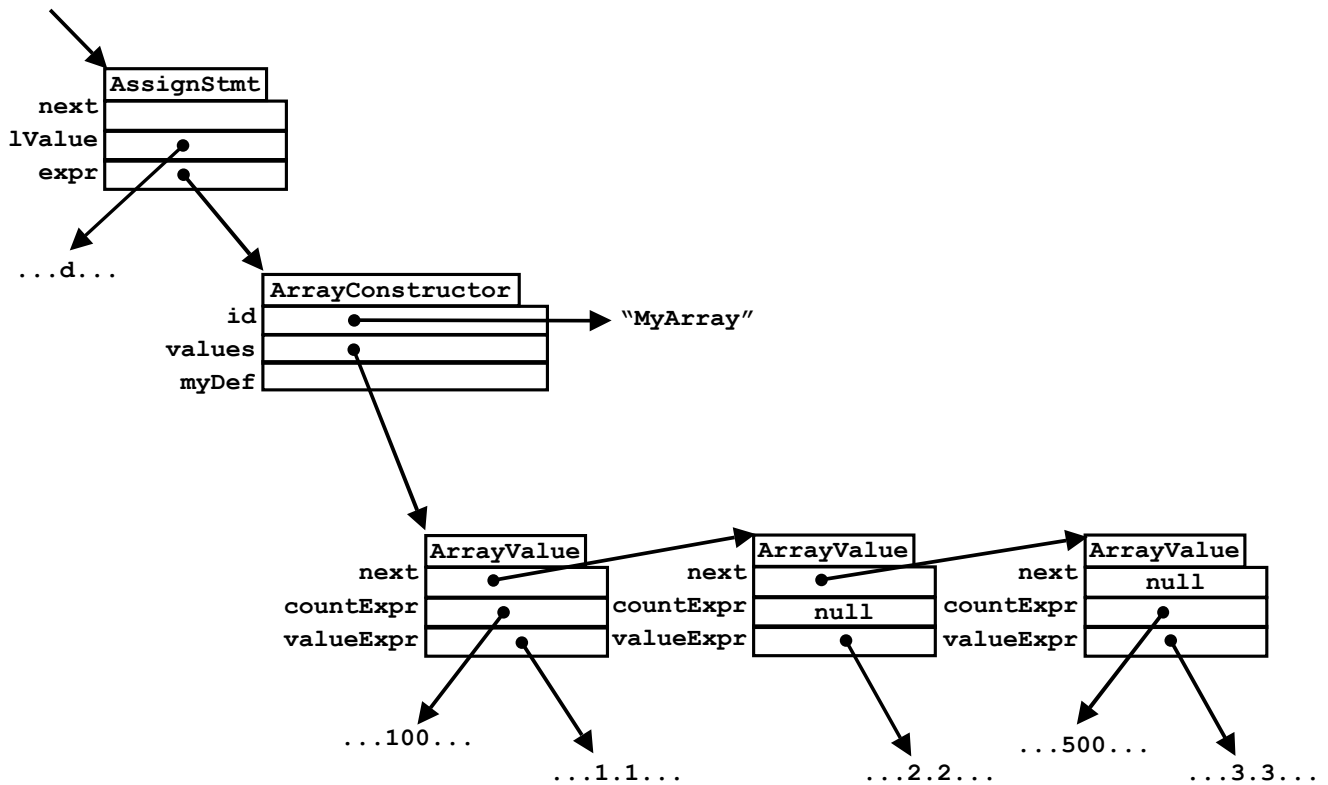 AssignStmt
next
lValue
expr
...d...
ArrayConstructor
id
“MyArray”
values
myDef
ArrayValue
ArrayValue
ArrayValue
next
next
next
null
countExpr
countExpr
null
countExpr
valueExpr
valueExpr
valueExpr
...100...
...500...
...1.1...
...2.2...
...3.3...